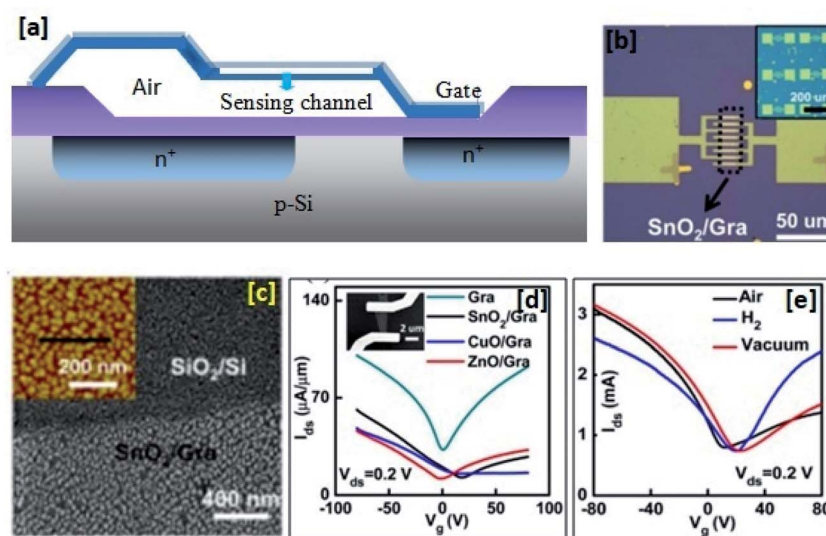 [a]
Air
Sensing channel
Gate
n+
n+
p-Si
[b]
200 um
SnO2/Gra
50 um
[c]
200 nm
SiO2/Si
SnO2/Gra
400 nm
[d]
140
70
0
Ids (μA/μm)
Gra
SnO2/Gra
CuO/Gra
ZnO/Gra
2 um
Vds=0.2 V
-100 -50 0 50 100
Vg (V)
[e]
3
2
1
0
Ids (mA)
Air
H2
Vacuum
Vds=0.2 V
-80 -40 0 40 80
Vg (V)